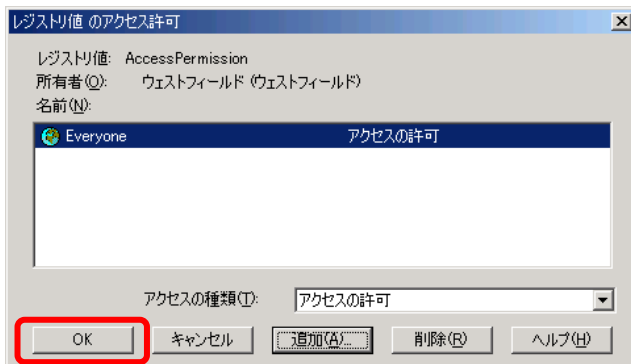 レジストリ値 のアクセス許可
レジストリ値: AccessPermission
所有者(O): ウェストフィールド (ウェストフィールド)
名前(N):
Everyone アクセスの許可
アクセスの種類(T): アクセスの許可
OK キャンセル 追加(A)... 削除(R) ヘルプ(H)